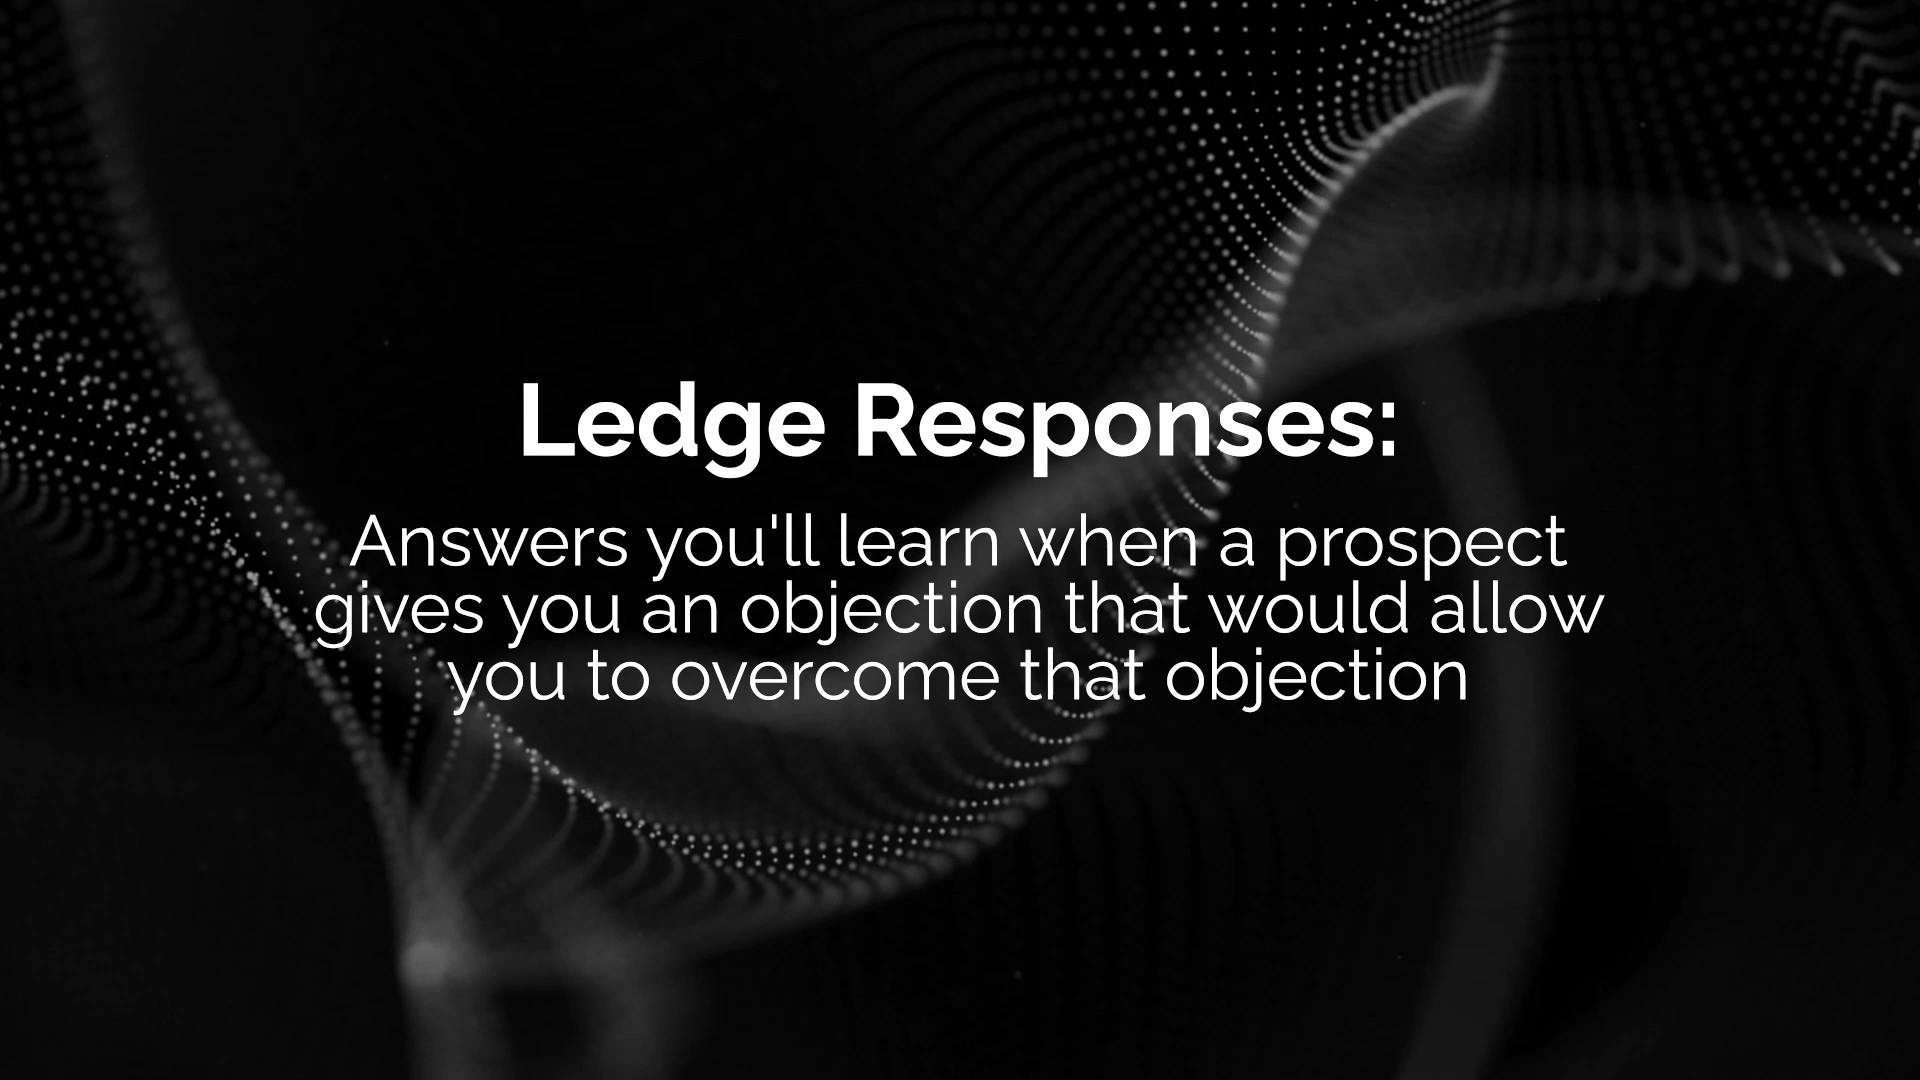 Ledge Responses:
Answers you'll learn when a prospect
gives you an objection that would allow
you to overcome that objection